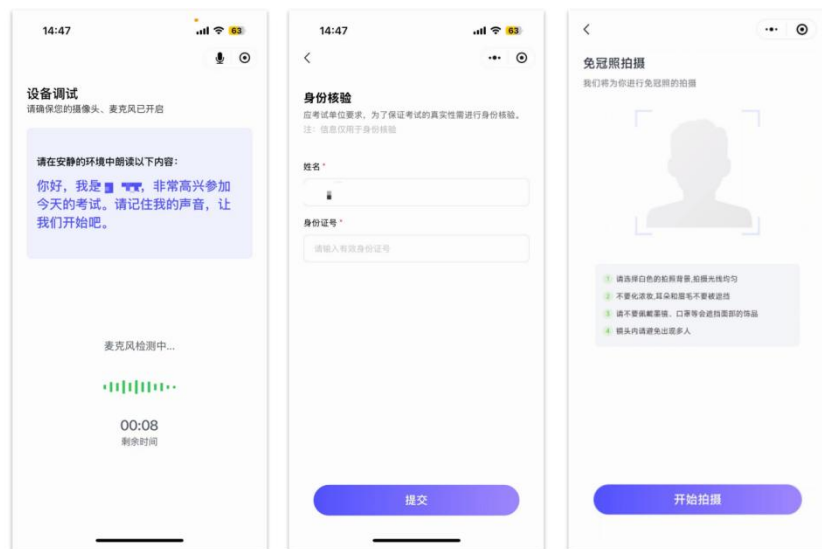 14:47
63
设备调试
请确保您的摄像头、麦克风已开启
请在安静的环境中朗读以下内容：
你好，我是 ，非常高兴参加
今天的考试。请记住我的声音，让
我们开始吧。
麦克风检测中...
00:08
剩余时间
14:47
63
身份核验
应考试单位要求，为了保证考试的真实性需进行身份核验。
注：信息仅用于身份核验
姓名*
身份证号*
请输入有效身份证号
提交
免冠照拍摄
我们将为你进行免冠照的拍摄
1 请选择白色的拍照背景,拍摄光线均匀
2 不要化浓妆,耳朵和眉毛不要被遮挡
3 请不要佩戴墨镜、口罩等会遮挡面部的饰品
4 镜头内请避免出现多人
开始拍摄